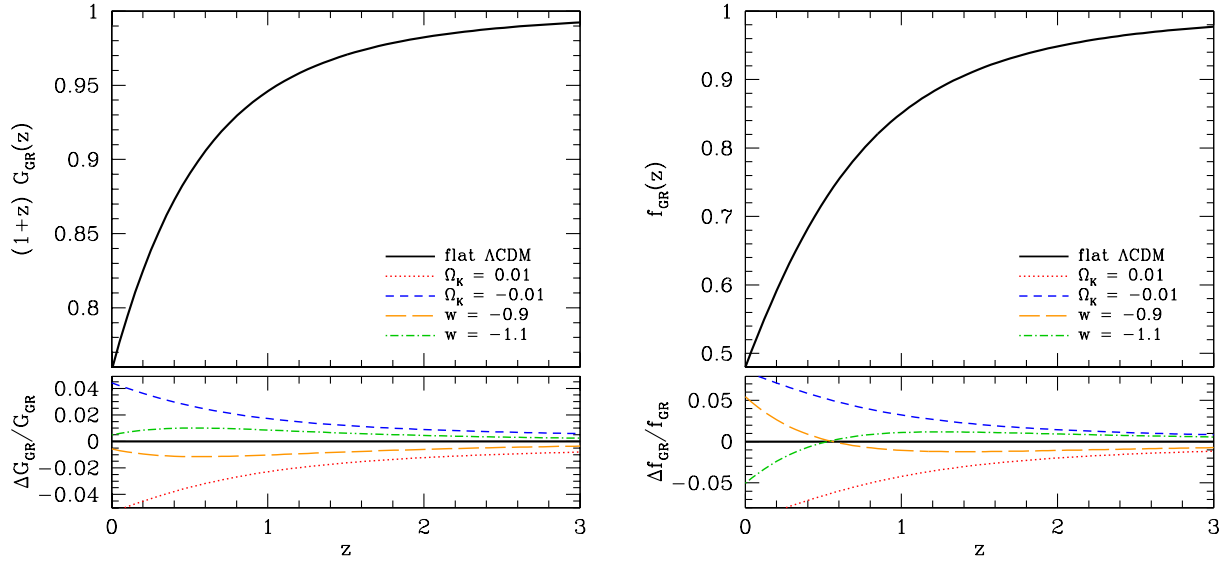 1
0.95
0.9
0.85
0.8
(1+z) G_GR(z)
flat ΛCDM
Ω_K = 0.01
Ω_K = −0.01
w = −0.9
w = −1.1
0.04
0.02
0
−0.02
−0.04
ΔG_GR/G_GR
0 1 2 3
z
1
0.9
0.8
0.7
0.6
0.5
f_GR(z)
flat ΛCDM
Ω_K = 0.01
Ω_K = −0.01
w = −0.9
w = −1.1
0.05
0
−0.05
Δf_GR/f_GR
0 1 2 3
z